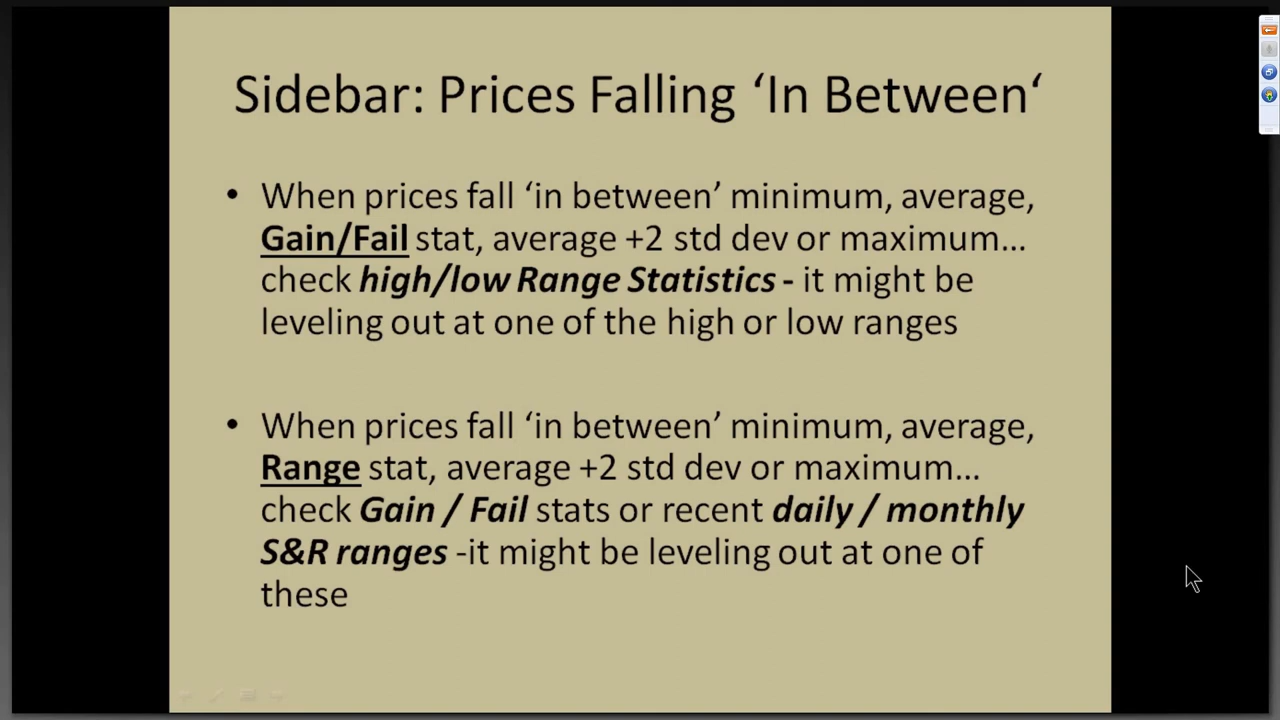 Sidebar: Prices Falling ‘In Between‘
• When prices fall ‘in between’ minimum, average,
Gain/Fail stat, average +2 std dev or maximum…
check high/low Range Statistics - it might be
leveling out at one of the high or low ranges
• When prices fall ‘in between’ minimum, average,
Range stat, average +2 std dev or maximum…
check Gain / Fail stats or recent daily / monthly
S&R ranges -it might be leveling out at one of
these